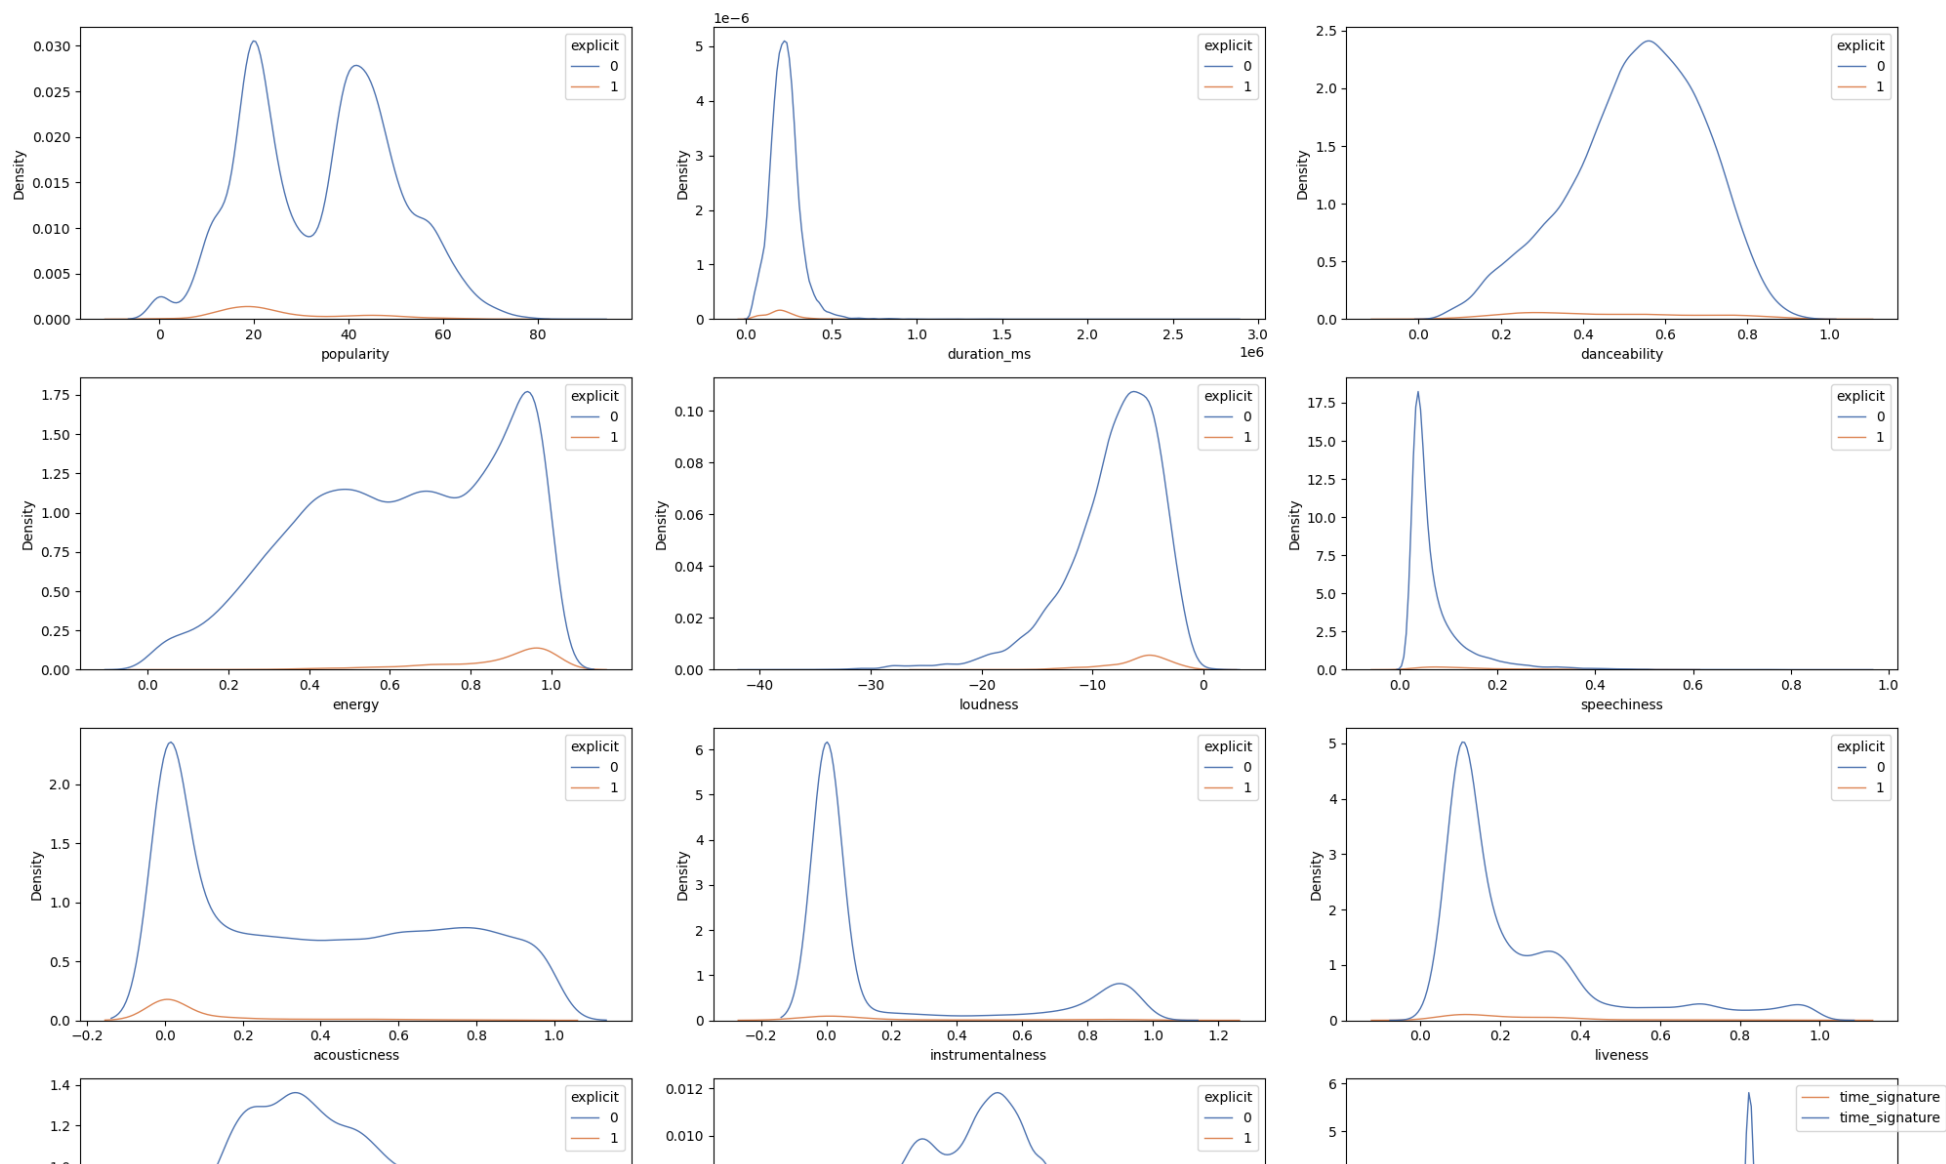 1e−6
explicit
0
1
0.030
0.025
0.020
0.015
0.010
0.005
0.000
Density
0 20 40 60 80
popularity
explicit
0
1
5
4
3
2
1
0
Density
0.0 0.5 1.0 1.5 2.0 2.5 3.0
1e6
duration_ms
explicit
0
1
2.5
2.0
1.5
1.0
0.5
0.0
Density
0.0 0.2 0.4 0.6 0.8 1.0
danceability
explicit
0
1
1.75
1.50
1.25
1.00
0.75
0.50
0.25
0.00
Density
0.0 0.2 0.4 0.6 0.8 1.0
energy
explicit
0
1
0.10
0.08
0.06
0.04
0.02
0.00
Density
−40 −30 −20 −10 0
loudness
explicit
0
1
17.5
15.0
12.5
10.0
7.5
5.0
2.5
0.0
Density
0.0 0.2 0.4 0.6 0.8 1.0
speechiness
explicit
0
1
2.0
1.5
1.0
0.5
0.0
Density
−0.2 0.0 0.2 0.4 0.6 0.8 1.0
acousticness
explicit
0
1
6
5
4
3
2
1
0
Density
−0.2 0.0 0.2 0.4 0.6 0.8 1.0 1.2
instrumentalness
explicit
0
1
5
4
3
2
1
0
Density
0.0 0.2 0.4 0.6 0.8 1.0
liveness
explicit
0
1
1.4
1.2
explicit
0
1
0.012
0.010
time_signature
time_signature
6
5